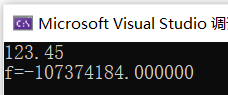 Microsoft Visual Studio 调
123.45
f=-107374184.000000